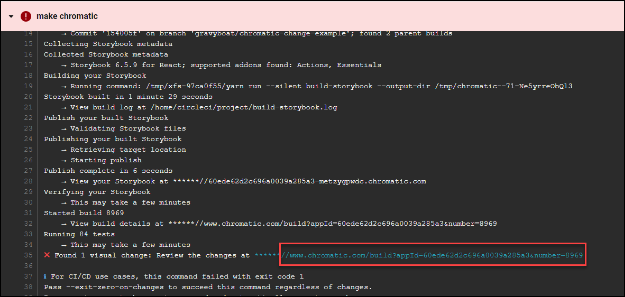 make chromatic
14 → Commit '154005f' on branch 'gravyboat/chromatic change example'; found 2 parent builds
15 Collecting Storybook metadata
16 Collected Storybook metadata
17 → Storybook 6.5.9 for React; supported addons found: Actions, Essentials
18 Building your Storybook
19 → Running command: /tmp/xfs-97ca0f55/yarn run --silent build-storybook --output-dir
20 Storybook built in 1 minute 29 seconds
21 → View build log at /home/circleci/project/build-storybook.log
22 Publish your built Storybook
23 → Validating Storybook files
24 Publishing your built Storybook
25 → Retrieving target location
26 → Starting publish
27 Publish complete in 6 seconds
28 → View your Storybook at ******//60ede62d2c696a0039a285a3-metzygpwdc.chromatic.com
29 Verifying your Storybook
30 → This may take a few minutes
31 Started build 8969
32 → View build details at ******//www.chromatic.com/build?appId=60ede62d2c696a0039a285a3&number=8969
33 Running 84 tests
34 → This may take a few minutes
35 ✖ Found 1 visual change: Review the changes at ******//www.chromatic.com/build?appId=60ede62d2c696a0039a285a3&number=8969
36
37 ℹ For CI/CD use cases, this command failed with exit code 1
38 Pass --exit-zero-on-changes to succeed this command regardless of changes.